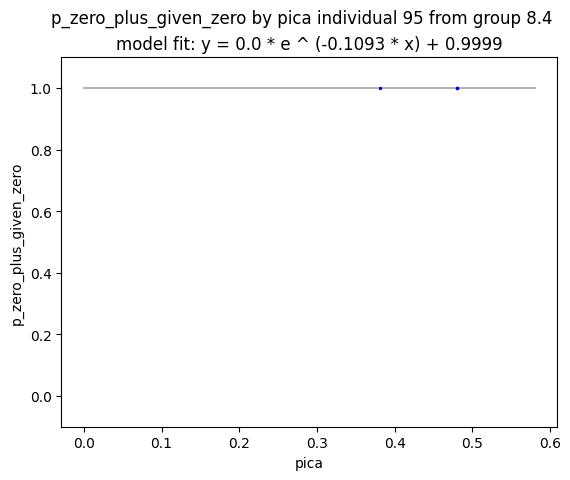 p_zero_plus_given_zero by pica individual 95 from group 8.4
model fit: y = 0.0 * e ^ (-0.1093 * x) + 0.9999
1.0
0.8
0.6
0.4
0.2
0.0
p_zero_plus_given_zero
0.0 0.1 0.2 0.3 0.4 0.5 0.6
pica